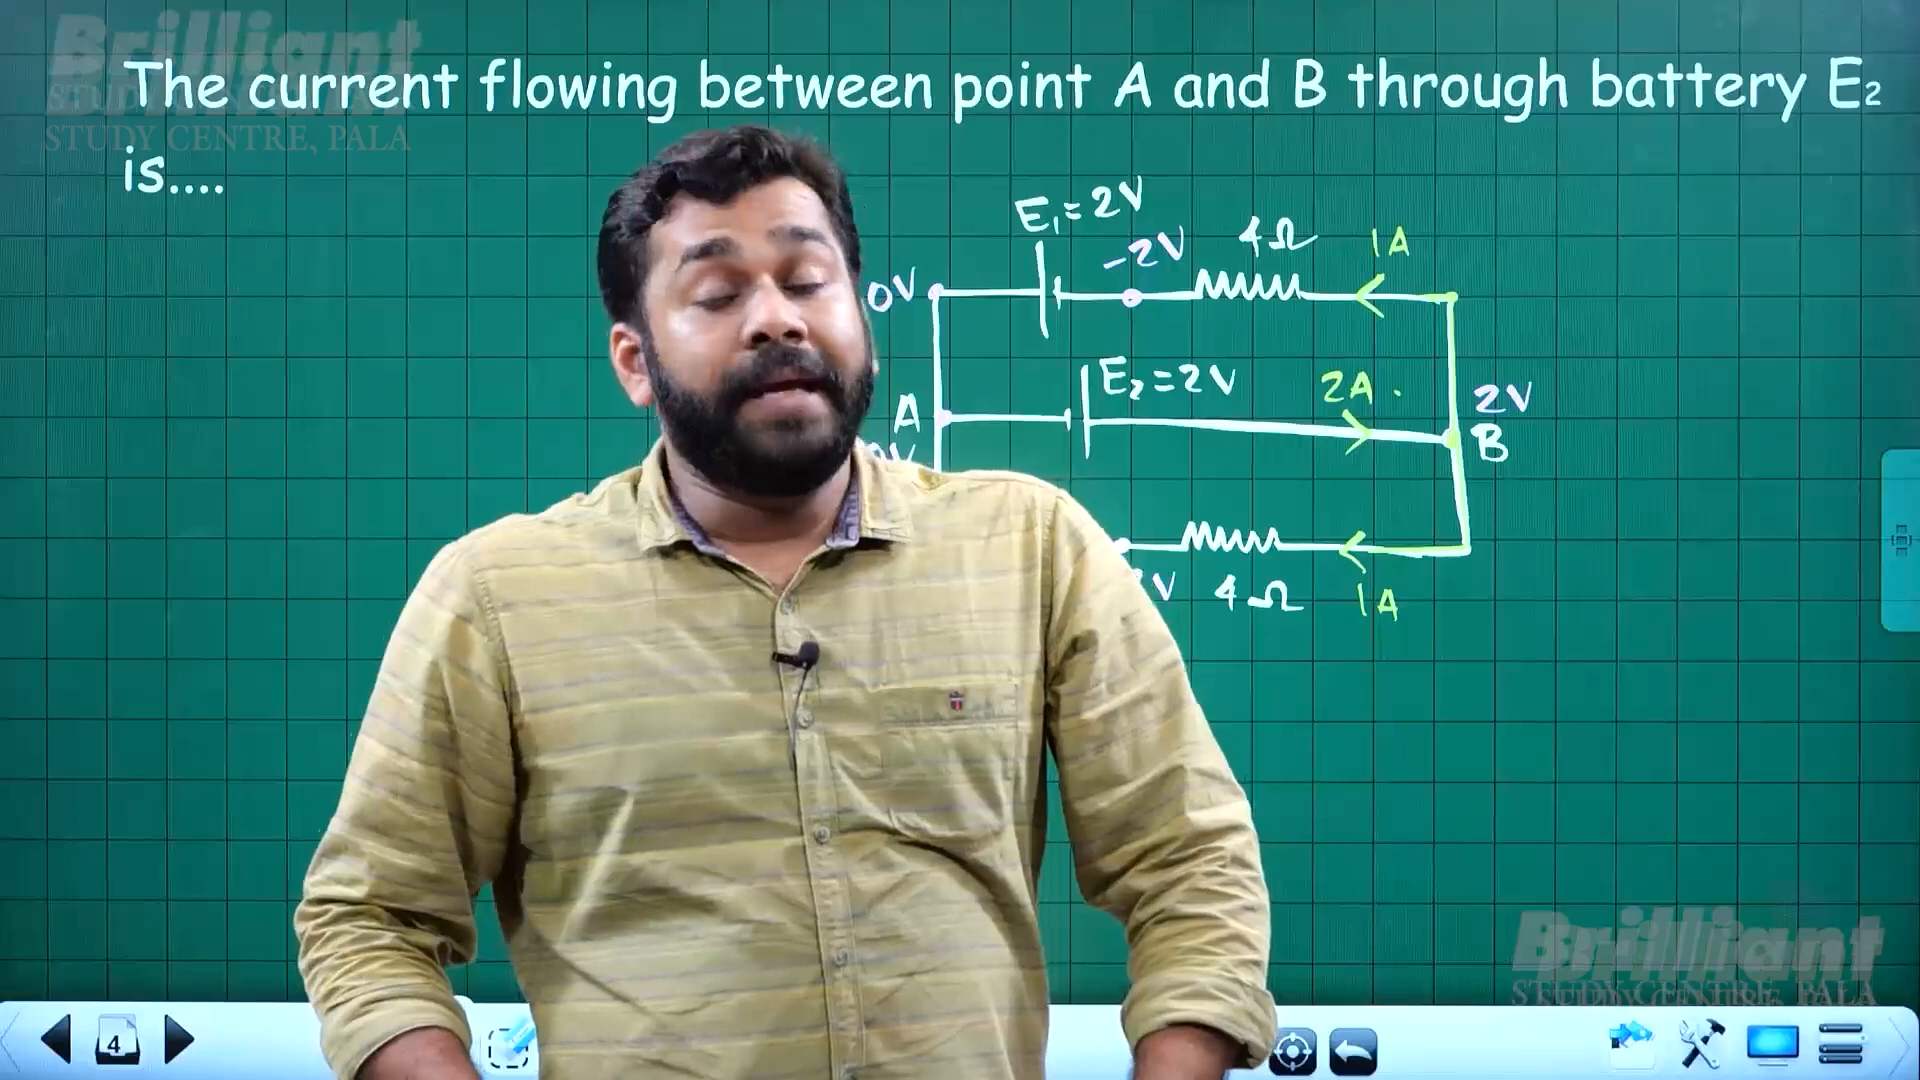 Brilliant
STUDY CENTRE, PALA
The current flowing between point A and B through battery E₂
is....
E₁=2V
-2V
4Ω
1A
0V
E₂=2V
2A.
2V
A
B
0V
V
4Ω
1A
4
Brilliant
STUDY CENTRE, PALA